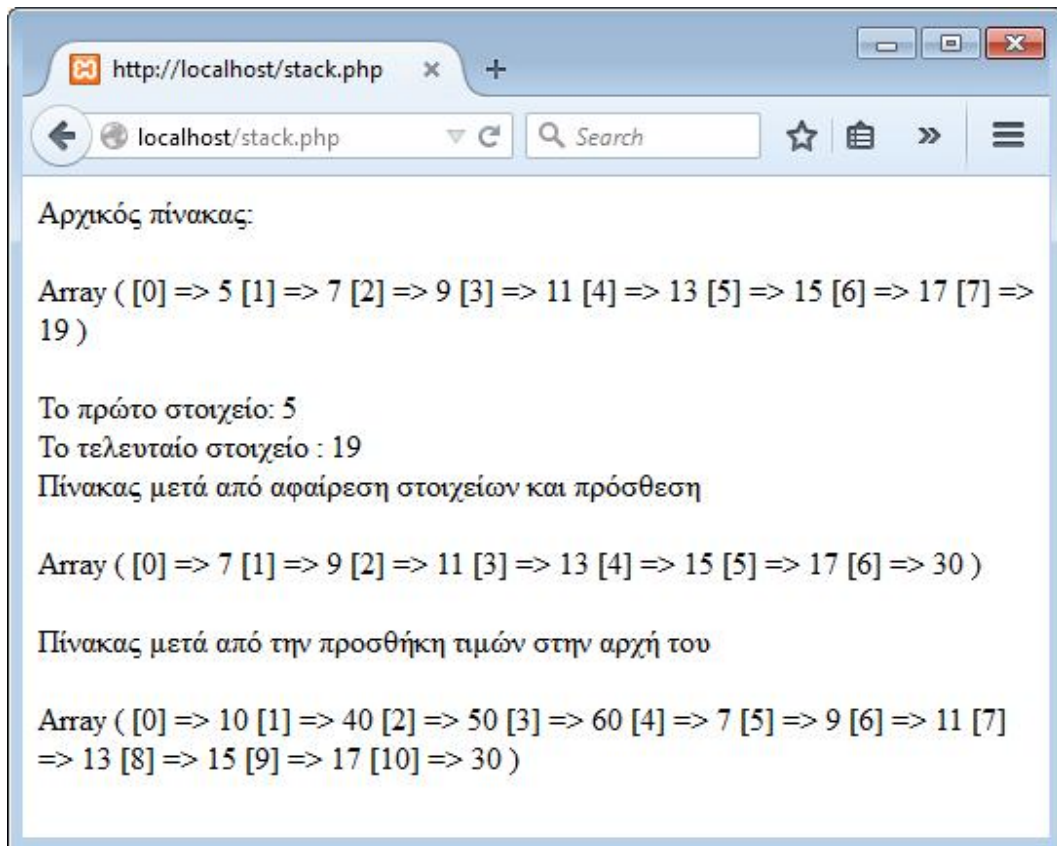 http://localhost/stack.php
localhost/stack.php
Search
Αρχικός πίνακας:
Array ( [0] => 5 [1] => 7 [2] => 9 [3] => 11 [4] => 13 [5] => 15 [6] => 17 [7] =>
19 )
Το πρώτο στοιχείο: 5
Το τελευταίο στοιχείο : 19
Πίνακας μετά από αφαίρεση στοιχείων και πρόσθεση
Array ( [0] => 7 [1] => 9 [2] => 11 [3] => 13 [4] => 15 [5] => 17 [6] => 30 )
Πίνακας μετά από την προσθήκη τιμών στην αρχή του
Array ( [0] => 10 [1] => 40 [2] => 50 [3] => 60 [4] => 7 [5] => 9 [6] => 11 [7]
=> 13 [8] => 15 [9] => 17 [10] => 30 )